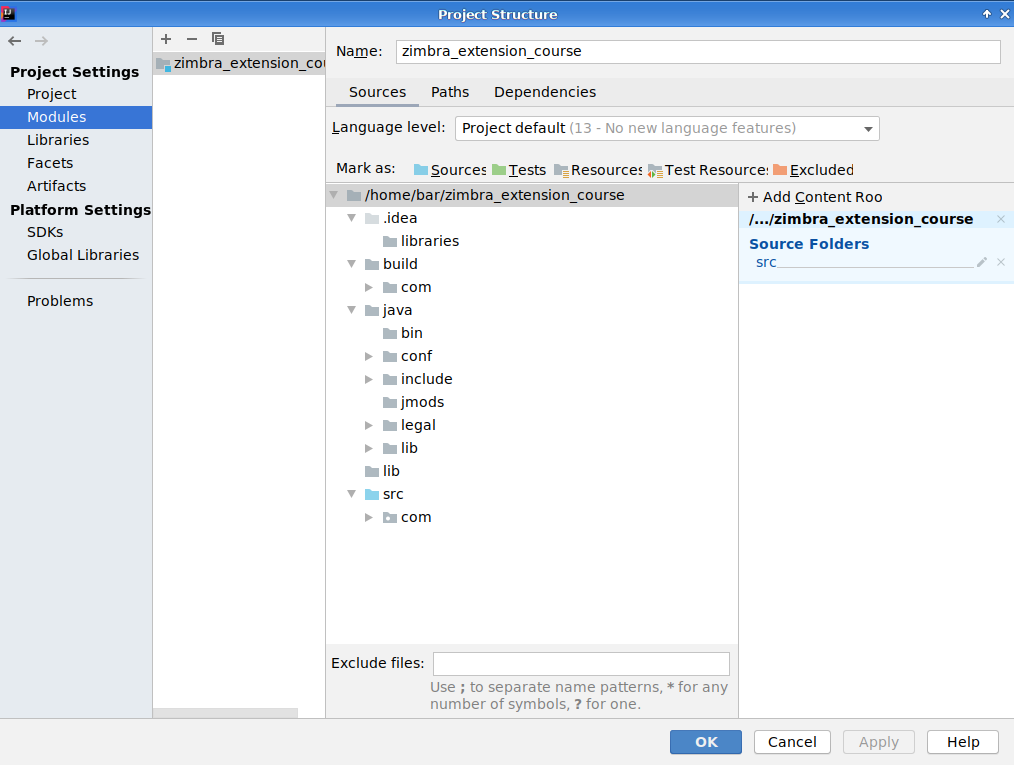 Project Structure
Project Settings
Project
Modules
Libraries
Facets
Artifacts
Platform Settings
SDKs
Global Libraries
Problems
zimbra_extension_cou
Name: zimbra_extension_course
Sources Paths Dependencies
Language level: Project default (13 - No new language features)
Mark as: Sources Tests Resources Test Resources Excluded
/home/bar/zimbra_extension_course
.idea
libraries
build
com
java
bin
conf
include
jmods
legal
lib
lib
src
com
Exclude files:
Use ; to separate name patterns, * for any
number of symbols, ? for one.
+ Add Content Roo
/.../zimbra_extension_course
Source Folders
src
OK Cancel Apply Help